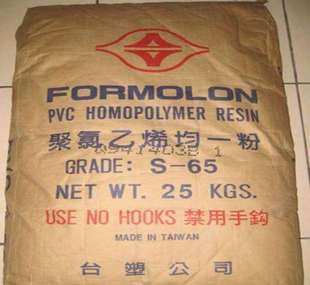 FORMOLON
PVC HOMOPOLYMER RESIN
聚氯乙烯均一粉
GRADE: S-65
NET WT. 25 KGS.
USE NO HOOKS 禁用手鈎
MADE IN TAIWAN
台塑公司